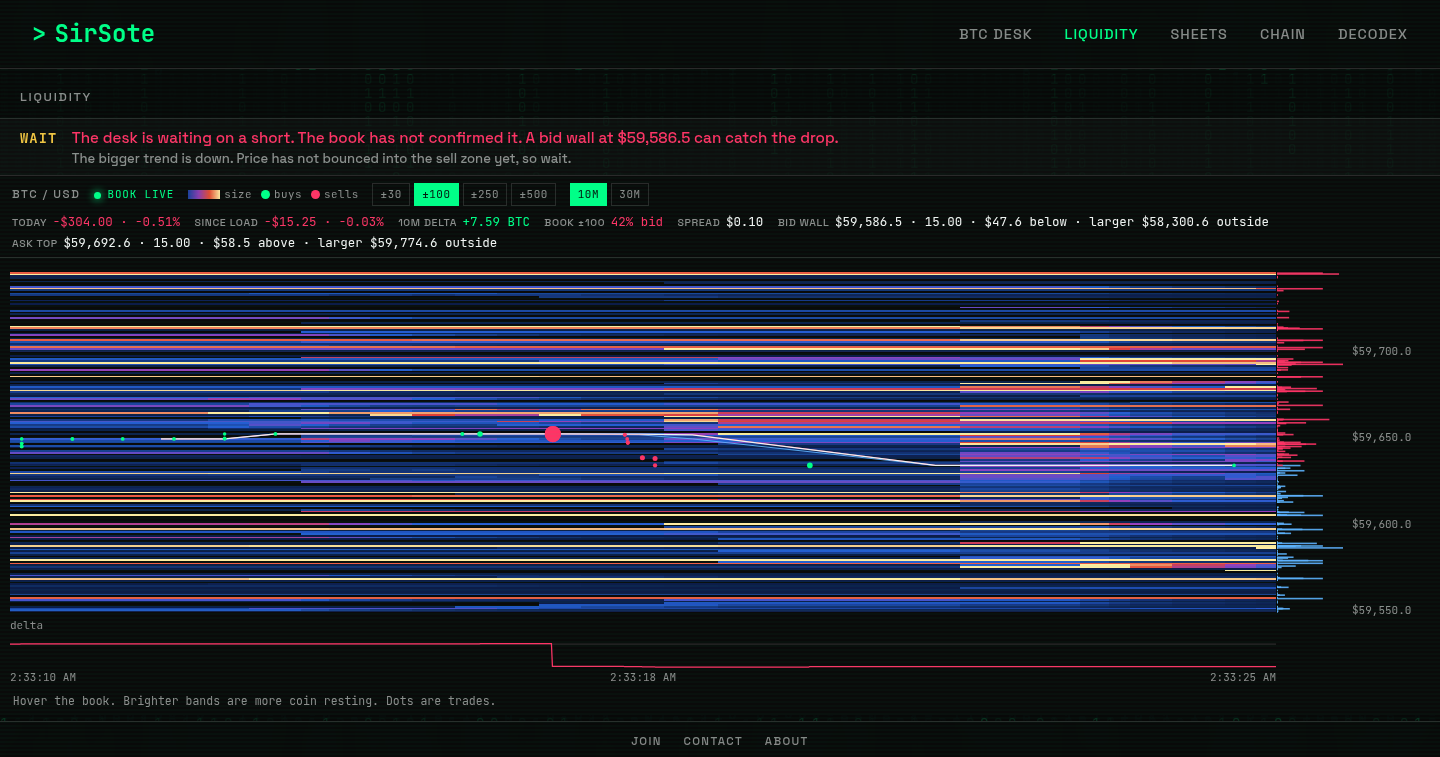 > SirSote
BTC DESK LIQUIDITY SHEETS CHAIN DECODEX
LIQUIDITY
WAIT The desk is waiting on a short. The book has not confirmed it. A bid wall at $59,586.5 can catch the drop.
The bigger trend is down. Price has not bounced into the sell zone yet, so wait.
BTC / USD BOOK LIVE size buys sells ±30 ±100 ±250 ±500 10M 30M
TODAY -$304.00 · -0.51% SINCE LOAD -$15.25 · -0.03% 10M DELTA +7.59 BTC BOOK ±100 42% bid SPREAD $0.10 BID WALL $59,586.5 · 15.00 · $47.6 below · larger $58,300.6 outside
ASK TOP $59,692.6 · 15.00 · $58.5 above · larger $59,774.6 outside
$59,700.0
$59,650.0
$59,600.0
$59,550.0
delta
2:33:10 AM 2:33:18 AM 2:33:25 AM
Hover the book. Brighter bands are more coin resting. Dots are trades.
JOIN CONTACT ABOUT